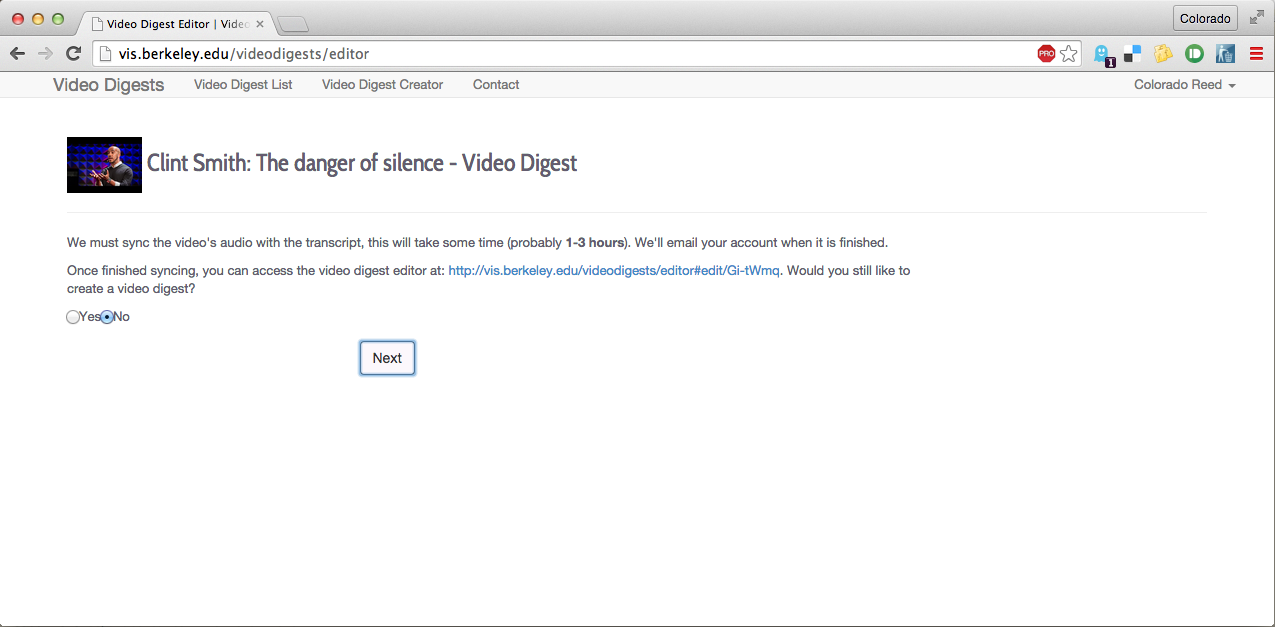 Video Digest Editor | Video
Colorado
vis.berkeley.edu/videodigests/editor
PRO
1
Video Digests Video Digest List Video Digest Creator Contact Colorado Reed
Clint Smith: The danger of silence - Video Digest
We must sync the video's audio with the transcript, this will take some time (probably 1-3 hours). We'll email your account when it is finished.
Once finished syncing, you can access the video digest editor at: http://vis.berkeley.edu/videodigests/editor#edit/Gi-tWmq. Would you still like to
create a video digest?
Yes No
Next